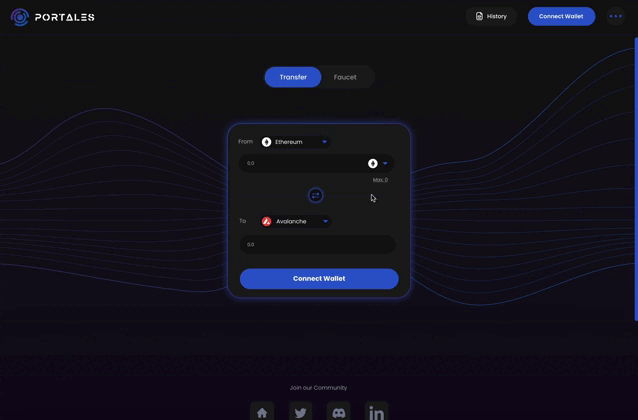 PORTALES
History
Connect Wallet
Transfer
Faucet
From
Ethereum
0.0
Max.:0
To
Avalanche
0.0
Connect Wallet
Join our Community
in